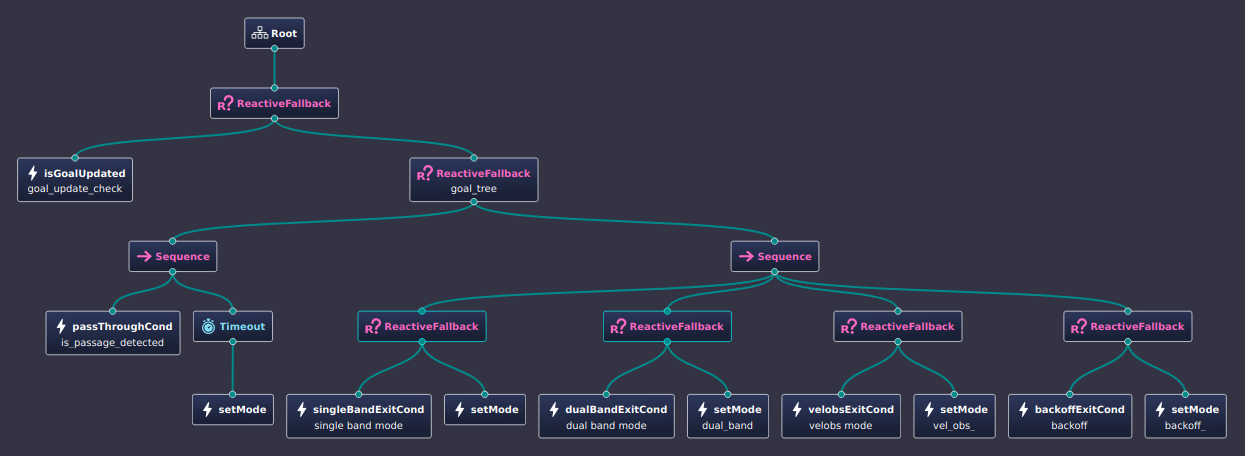 Root
R? ReactiveFallback
isGoalUpdated
goal_update_check
R? ReactiveFallback
goal_tree
Sequence
Sequence
passThroughCond
is_passage_detected
Timeout
R? ReactiveFallback
R? ReactiveFallback
R? ReactiveFallback
R? ReactiveFallback
setMode
singleBandExitCond
single band mode
setMode
dualBandExitCond
dual band mode
setMode
dual_band
velobsExitCond
velobs mode
setMode
vel_obs_
backoffExitCond
backoff
setMode
backoff_